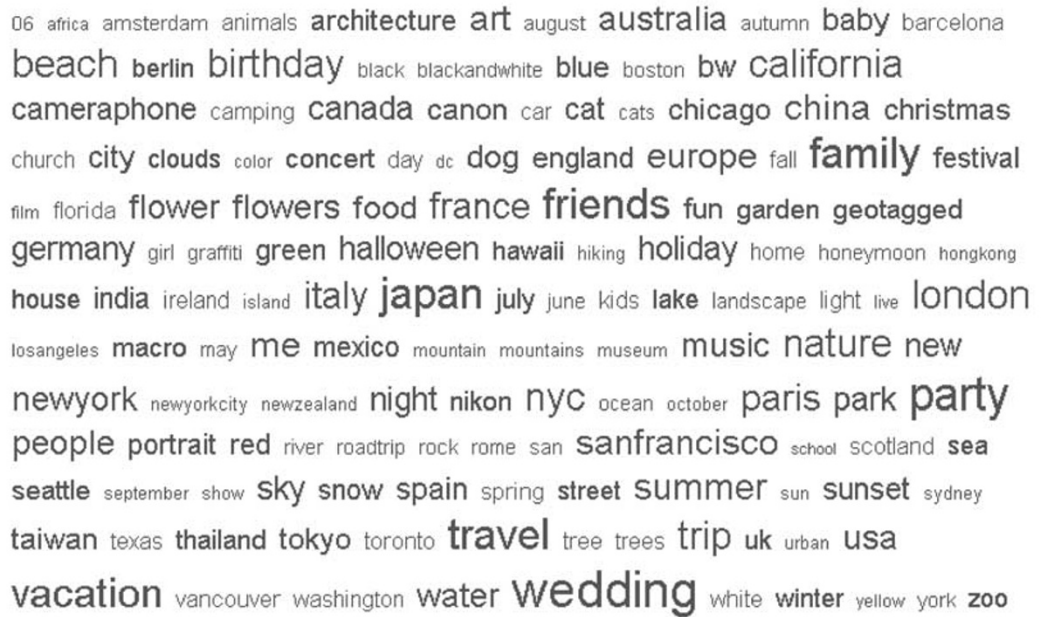 06 africa amsterdam animals architecture art august australia autumn baby barcelona
beach berlin birthday black blackandwhite blue boston bw california
cameraphone camping canada canon car cat cats chicago china christmas
church city clouds color concert day dc dog england europe fall family festival
film florida flower flowers food france friends fun garden geotagged
germany girl graffiti green halloween hawaii hiking holiday home honeymoon hongkong
house india ireland island italy japan july june kids lake landscape light live london
losangeles macro may me mexico mountain mountains museum music nature new
newyork newyorkcity newzealand night nikon nyc ocean october paris park party
people portrait red river roadtrip rock rome san sanfrancisco school scotland sea
seattle september show sky snow spain spring street summer sun sunset sydney
taiwan texas thailand tokyo toronto travel tree trees trip uk urban usa
vacation vancouver washington water wedding white winter yellow york zoo